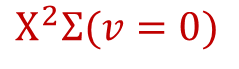 X²Σ(v = 0)